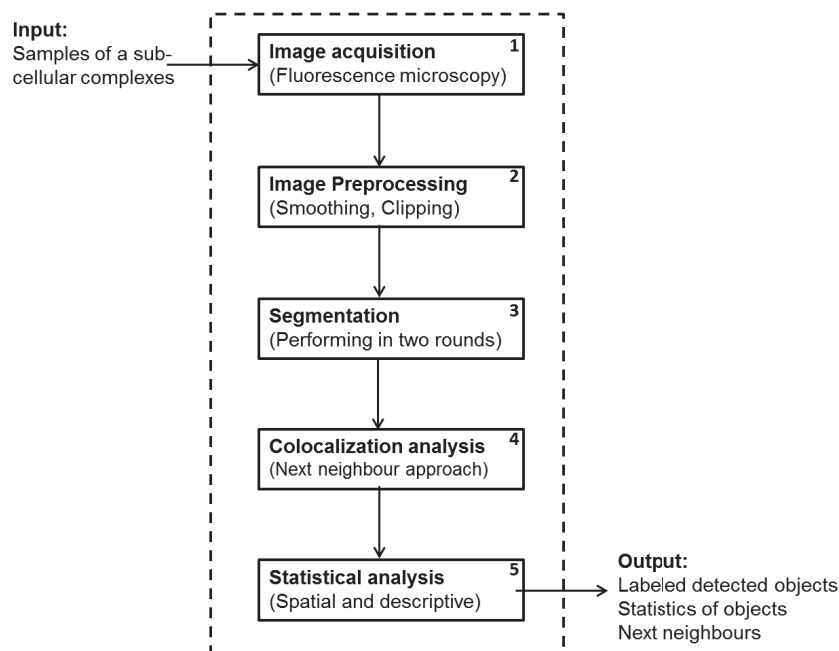 Input:
Samples of a sub-
cellular complexes
Image acquisition 1
(Fluorescence microscopy)
Image Preprocessing 2
(Smoothing, Clipping)
Segmentation 3
(Performing in two rounds)
Colocalization analysis 4
(Next neighbour approach)
Statistical analysis 5
(Spatial and descriptive)
Output:
Labeled detected objects
Statistics of objects
Next neighbours